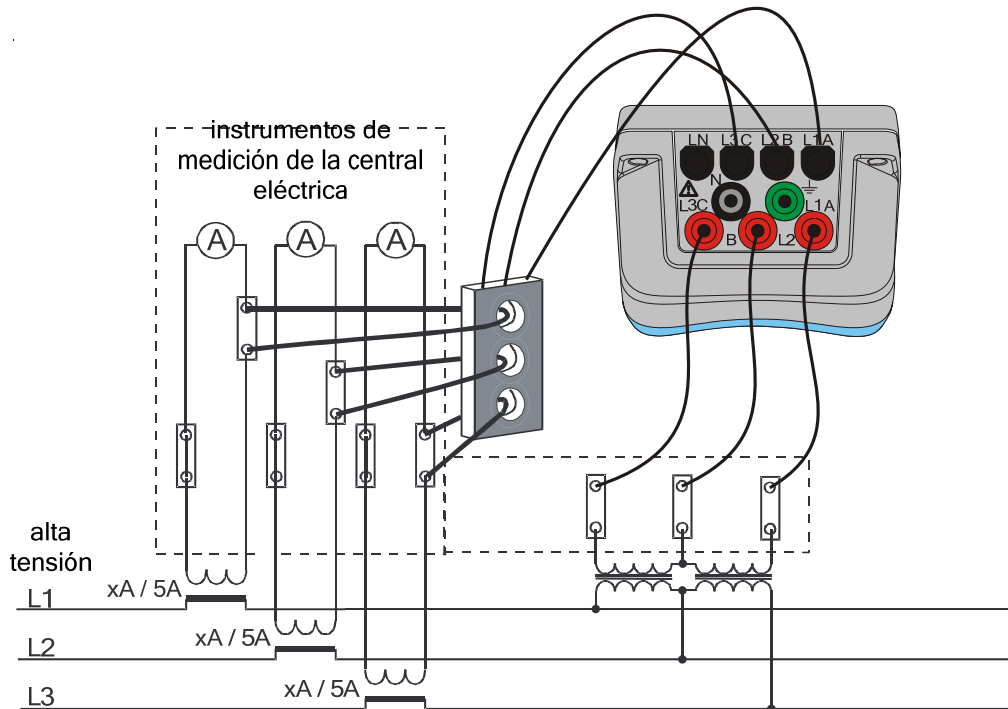 instrumentos de
medición de la central
eléctrica
A
A
A
LN L3C L2B L1A
N
L3C L1A
B L2
alta
tensión
L1
xA / 5A
L2
xA / 5A
L3
xA / 5A